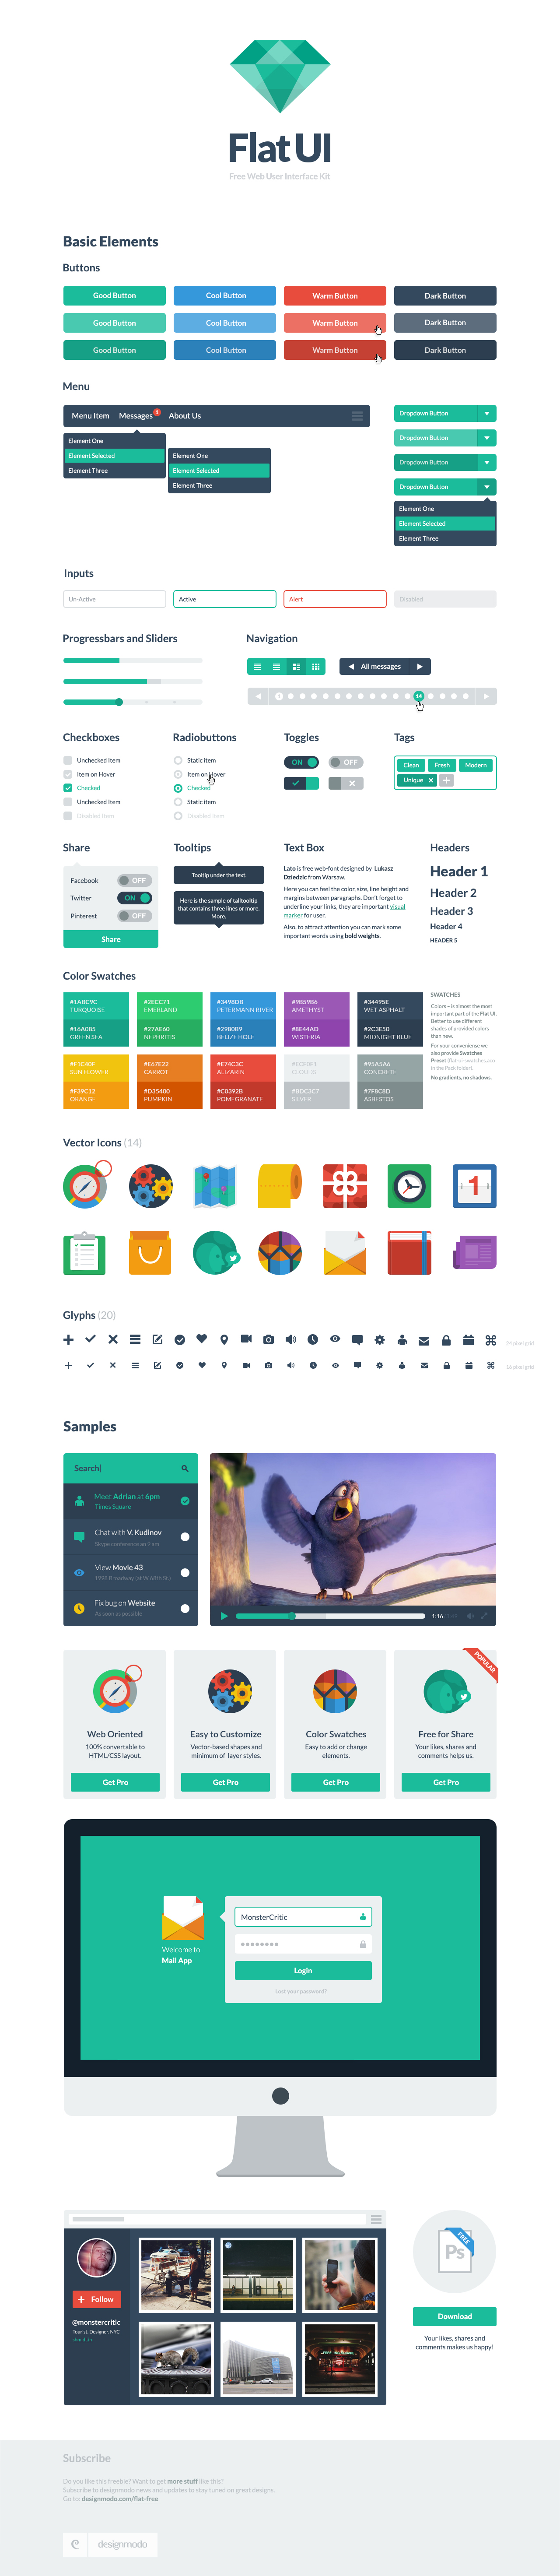 Flat UI
Free Web User Interface Kit
Basic Elements
Buttons
Good Button Cool Button Warm Button Dark Button
Good Button Cool Button Warm Button Dark Button
Good Button Cool Button Warm Button Dark Button
Menu
Menu Item Messages 1 About Us
Element One
Element Selected
Element Three
Element One
Element Selected
Element Three
Dropdown Button
Dropdown Button
Dropdown Button
Dropdown Button
Element One
Element Selected
Element Three
Inputs
Un-Active Active Alert Disabled
Progressbars and Sliders
Navigation
All messages
14
Checkboxes
Unchecked Item
Item on Hover
Checked
Unchecked Item
Disabled Item
Radiobuttons
Static item
Item on Hover
Checked
Static item
Disabled Item
Toggles
ON OFF
Tags
Clean Fresh Modern
Unique
Share
Facebook OFF
Twitter ON
Pinterest OFF
Share
Tooltips
Tooltip under the text.
Here is the sample of talltooltip
that contains three lines or more.
More.
Text Box
Lato is free web-font designed by Lukasz
Dziedzic from Warsaw.
Here you can feel the color, size, line height and
margins between paragraphs. Don't forget to
underline your links, they are important visual
marker for user.
Also, to attract attention you can mark some
important words using bold weights.
Headers
Header 1
Header 2
Header 3
Header 4
HEADER 5
Color Swatches
#1ABC9C #2ECC71 #3498DB #9B59B6 #34495E
TURQUOISE EMERLAND PETERMANN RIVER AMETHYST WET ASPHALT
#16A085 #27AE60 #2980B9 #8E44AD #2C3E50
GREEN SEA NEPHRITIS BELIZE HOLE WISTERIA MIDNIGHT BLUE
#F1C40F #E67E22 #E74C3C #ECF0F1 #95A5A6
SUN FLOWER CARROT ALIZARIN CLOUDS CONCRETE
#F39C12 #D35400 #C0392B #BDC3C7 #7F8C8D
ORANGE PUMPKIN POMEGRANATE SILVER ASBESTOS
SWATCHES
Colors – is almost the most
important part of the Flat UI.
Better to use different
shades of provided colors
than new.
For your convenience we
also provide Swatches
Preset (flat-ui-swatches.aco
in the Pack folder).
No gradients, no shadows.
Vector Icons (14)
1
Glyphs (20)
24 pixel grid
16 pixel grid
Samples
Search
Meet Adrian at 6pm
Times Square
Chat with V. Kudinov
Skype conference an 9 am
View Movie 43
Fix bug on Website
As soon as possible
1:16
Web Oriented
100% convertable to
HTML/CSS layout.
Get Pro
Easy to Customize
Vector-based shapes and
minimum of layer styles.
Get Pro
Color Swatches
Easy to add or change
elements.
Get Pro
POPULAR
Free for Share
Your likes, shares and
comments helps us.
Get Pro
Welcome to
Mail App
MonsterCritic
Login
Lost your password?
Follow
@monstercritic
Tourist. Designer. NYC
FREE
Ps
Download
Your likes, shares and
comments makes us happy!
Subscribe
Do you like this freebie? Want to get more stuff like this?
Subscribe to designmodo news and updates to stay tuned on great designs.
Go to: designmodo.com/flat-free
designmodo